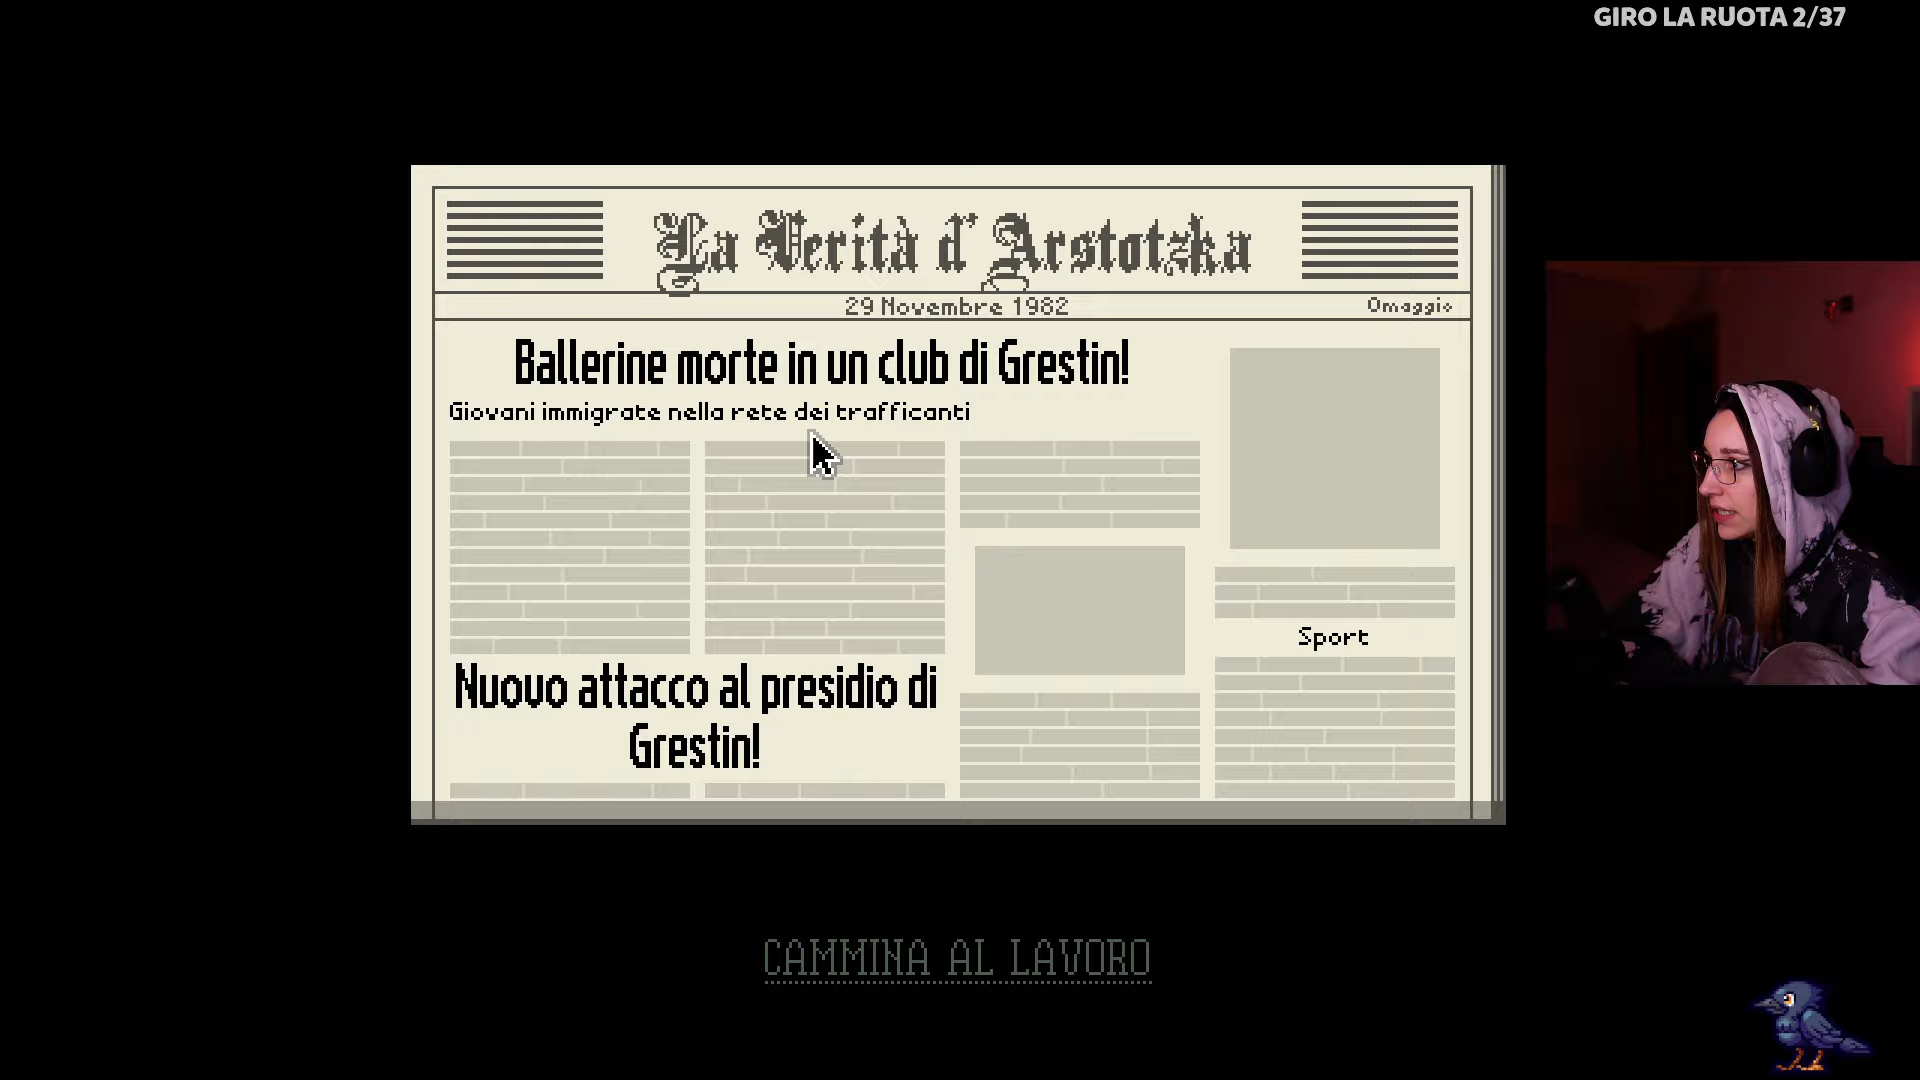 GIRO LA RUOTA 2/37
La Verità d'Arstotzka
29 Novembre 1982
Omaggio
Ballerine morte in un club di Grestin!
Giovani immigrate nella rete dei trafficanti
Sport
Nuovo attacco al presidio di
Grestin!
CAMMINA AL LAVORO